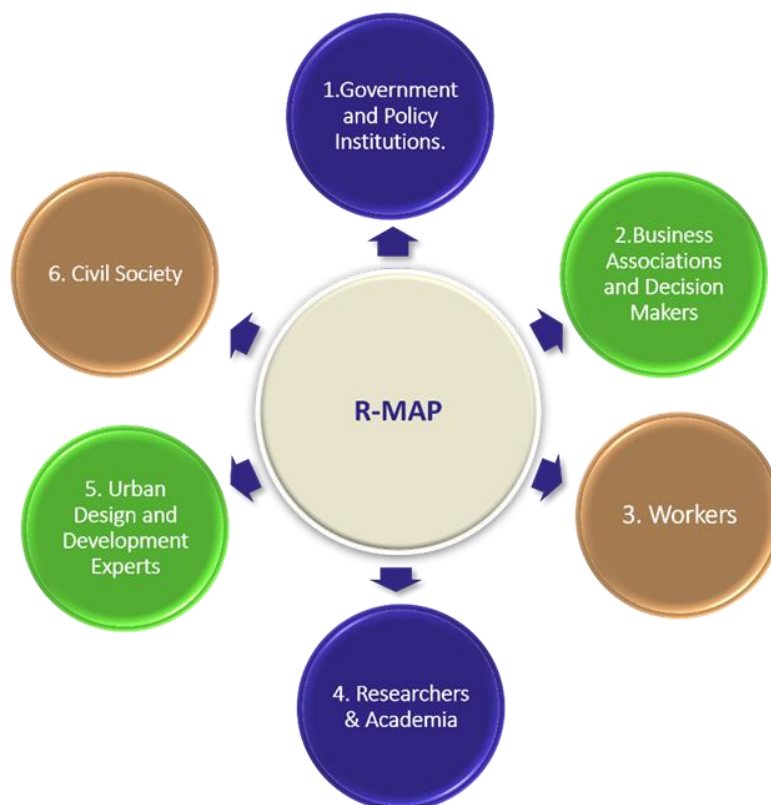 1.Government
and Policy
Institutions.
2.Business
Associations
and Decision
Makers
3. Workers
4. Researchers
& Academia
5. Urban
Design and
Development
Experts
6. Civil Society
R-MAP